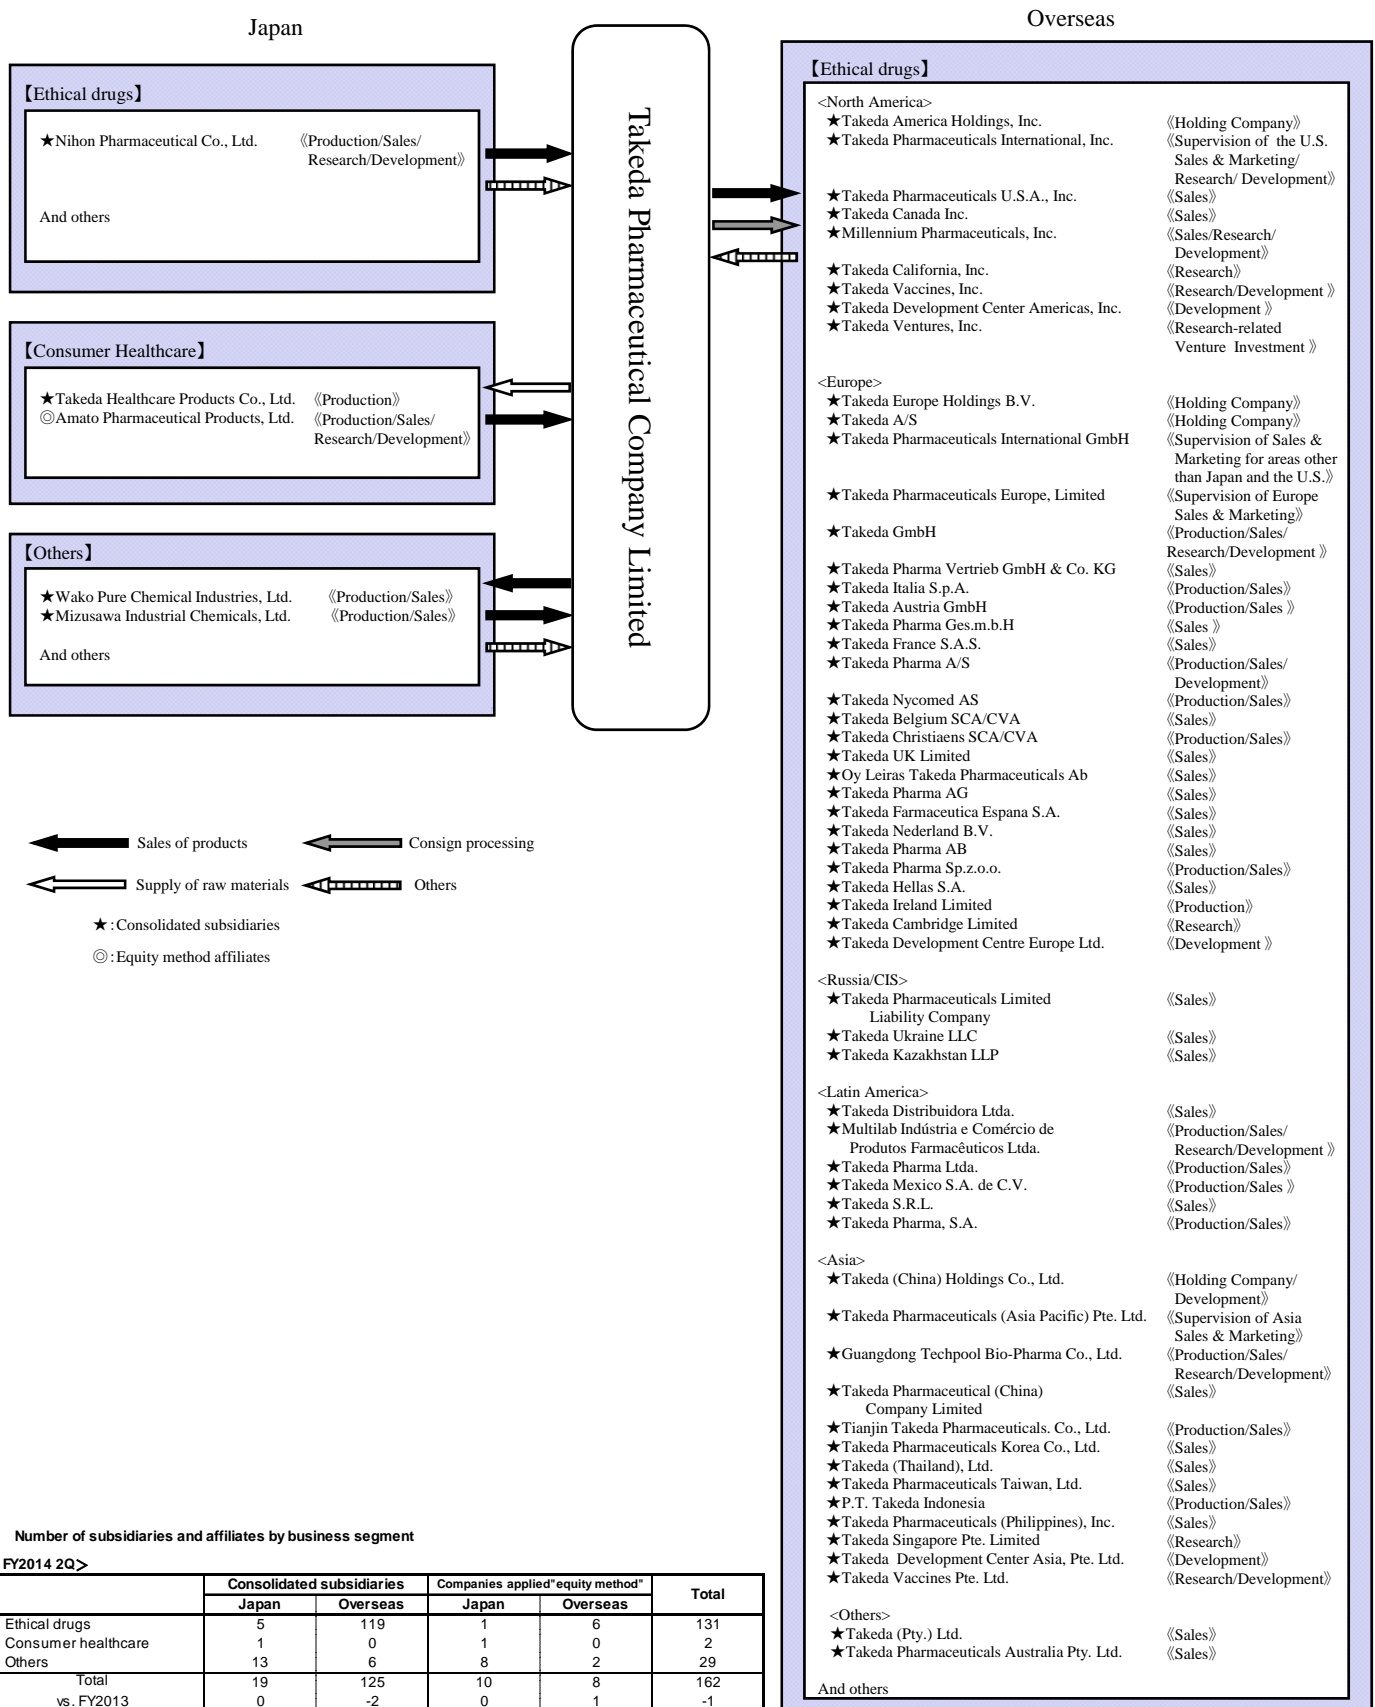 Japan
Overseas
【Ethical drugs】
★Nihon Pharmaceutical Co., Ltd. 《Production/Sales/
Research/Development》
And others
【Consumer Healthcare】
★Takeda Healthcare Products Co., Ltd. 《Production》
◎Amato Pharmaceutical Products, Ltd. 《Production/Sales/
Research/Development》
【Others】
★Wako Pure Chemical Industries, Ltd. 《Production/Sales》
★Mizusawa Industrial Chemicals, Ltd. 《Production/Sales》
And others
Takeda Pharmaceutical Company Limited
【Ethical drugs】
<North America>
★Takeda America Holdings, Inc. 《Holding Company》
★Takeda Pharmaceuticals International, Inc. 《Supervision of the U.S.
Sales & Marketing/
Research/ Development》
★Takeda Pharmaceuticals U.S.A., Inc. 《Sales》
★Takeda Canada Inc. 《Sales》
★Millennium Pharmaceuticals, Inc. 《Sales/Research/
Development》
★Takeda California, Inc. 《Research》
★Takeda Vaccines, Inc. 《Research/Development 》
★Takeda Development Center Americas, Inc. 《Development 》
★Takeda Ventures, Inc. 《Research-related
Venture Investment 》
<Europe>
★Takeda Europe Holdings B.V. 《Holding Company》
★Takeda A/S 《Holding Company》
★Takeda Pharmaceuticals International GmbH 《Supervision of Sales &
Marketing for areas other
than Japan and the U.S.》
★Takeda Pharmaceuticals Europe, Limited 《Supervision of Europe
Sales & Marketing》
★Takeda GmbH 《Production/Sales/
Research/Development 》
★Takeda Pharma Vertrieb GmbH & Co. KG 《Sales》
★Takeda Italia S.p.A. 《Production/Sales》
★Takeda Austria GmbH 《Production/Sales 》
★Takeda Pharma Ges.m.b.H 《Sales 》
★Takeda France S.A.S. 《Sales》
★Takeda Pharma A/S 《Production/Sales/
Development》
★Takeda Nycomed AS 《Production/Sales》
★Takeda Belgium SCA/CVA 《Sales》
★Takeda Christiaens SCA/CVA 《Production/Sales》
★Takeda UK Limited 《Sales》
★Oy Leiras Takeda Pharmaceuticals Ab 《Sales》
★Takeda Pharma AG 《Sales》
★Takeda Farmaceutica Espana S.A. 《Sales》
★Takeda Nederland B.V. 《Sales》
★Takeda Pharma AB 《Sales》
★Takeda Pharma Sp.z.o.o. 《Production/Sales》
★Takeda Hellas S.A. 《Sales》
★Takeda Ireland Limited 《Production》
★Takeda Cambridge Limited 《Research》
★Takeda Development Centre Europe Ltd. 《Development 》
<Russia/CIS>
★Takeda Pharmaceuticals Limited 《Sales》
Liability Company
★Takeda Ukraine LLC 《Sales》
★Takeda Kazakhstan LLP 《Sales》
<Latin America>
★Takeda Distribuidora Ltda. 《Sales》
★Multilab Indústria e Comércio de 《Production/Sales/
Produtos Farmacêuticos Ltda. Research/Development 》
★Takeda Pharma Ltda. 《Production/Sales》
★Takeda Mexico S.A. de C.V. 《Production/Sales 》
★Takeda S.R.L. 《Sales》
★Takeda Pharma, S.A. 《Production/Sales》
<Asia>
★Takeda (China) Holdings Co., Ltd. 《Holding Company/
Development》
★Takeda Pharmaceuticals (Asia Pacific) Pte. Ltd. 《Supervision of Asia
Sales & Marketing》
★Guangdong Techpool Bio-Pharma Co., Ltd. 《Production/Sales/
Research/Development》
★Takeda Pharmaceutical (China) 《Sales》
Company Limited
★Tianjin Takeda Pharmaceuticals. Co., Ltd. 《Production/Sales》
★Takeda Pharmaceuticals Korea Co., Ltd. 《Sales》
★Takeda (Thailand), Ltd. 《Sales》
★Takeda Pharmaceuticals Taiwan, Ltd. 《Sales》
★P.T. Takeda Indonesia 《Production/Sales》
★Takeda Pharmaceuticals (Philippines), Inc. 《Sales》
★Takeda Singapore Pte. Limited 《Research》
★Takeda Development Center Asia, Pte. Ltd. 《Development》
★Takeda Vaccines Pte. Ltd. 《Research/Development》
<Others>
★Takeda (Pty.) Ltd. 《Sales》
★Takeda Pharmaceuticals Australia Pty. Ltd. 《Sales》
And others
Sales of products Consign processing
Supply of raw materials Others
★:Consolidated subsidiaries
◎:Equity method affiliates
Number of subsidiaries and affiliates by business segment
FY2014 2Q>
Consolidated subsidiaries Companies applied"equity method" Total
Japan Overseas Japan Overseas
Ethical drugs 5 119 1 6 131
Consumer healthcare 1 0 1 0 2
Others 13 6 8 2 29
Total 19 125 10 8 162
vs. FY2013 0 -2 0 1 -1